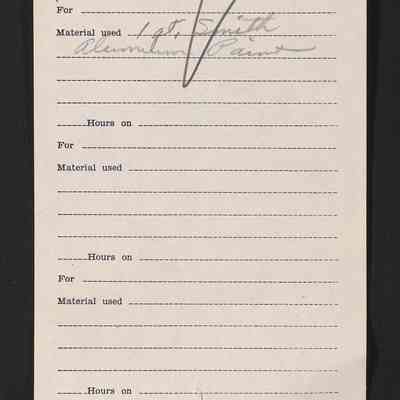 For
Material used 1 qt. Smith
Aluminum Paint
Hours on
For
Material used
Hours on
For
Material used
Hours on